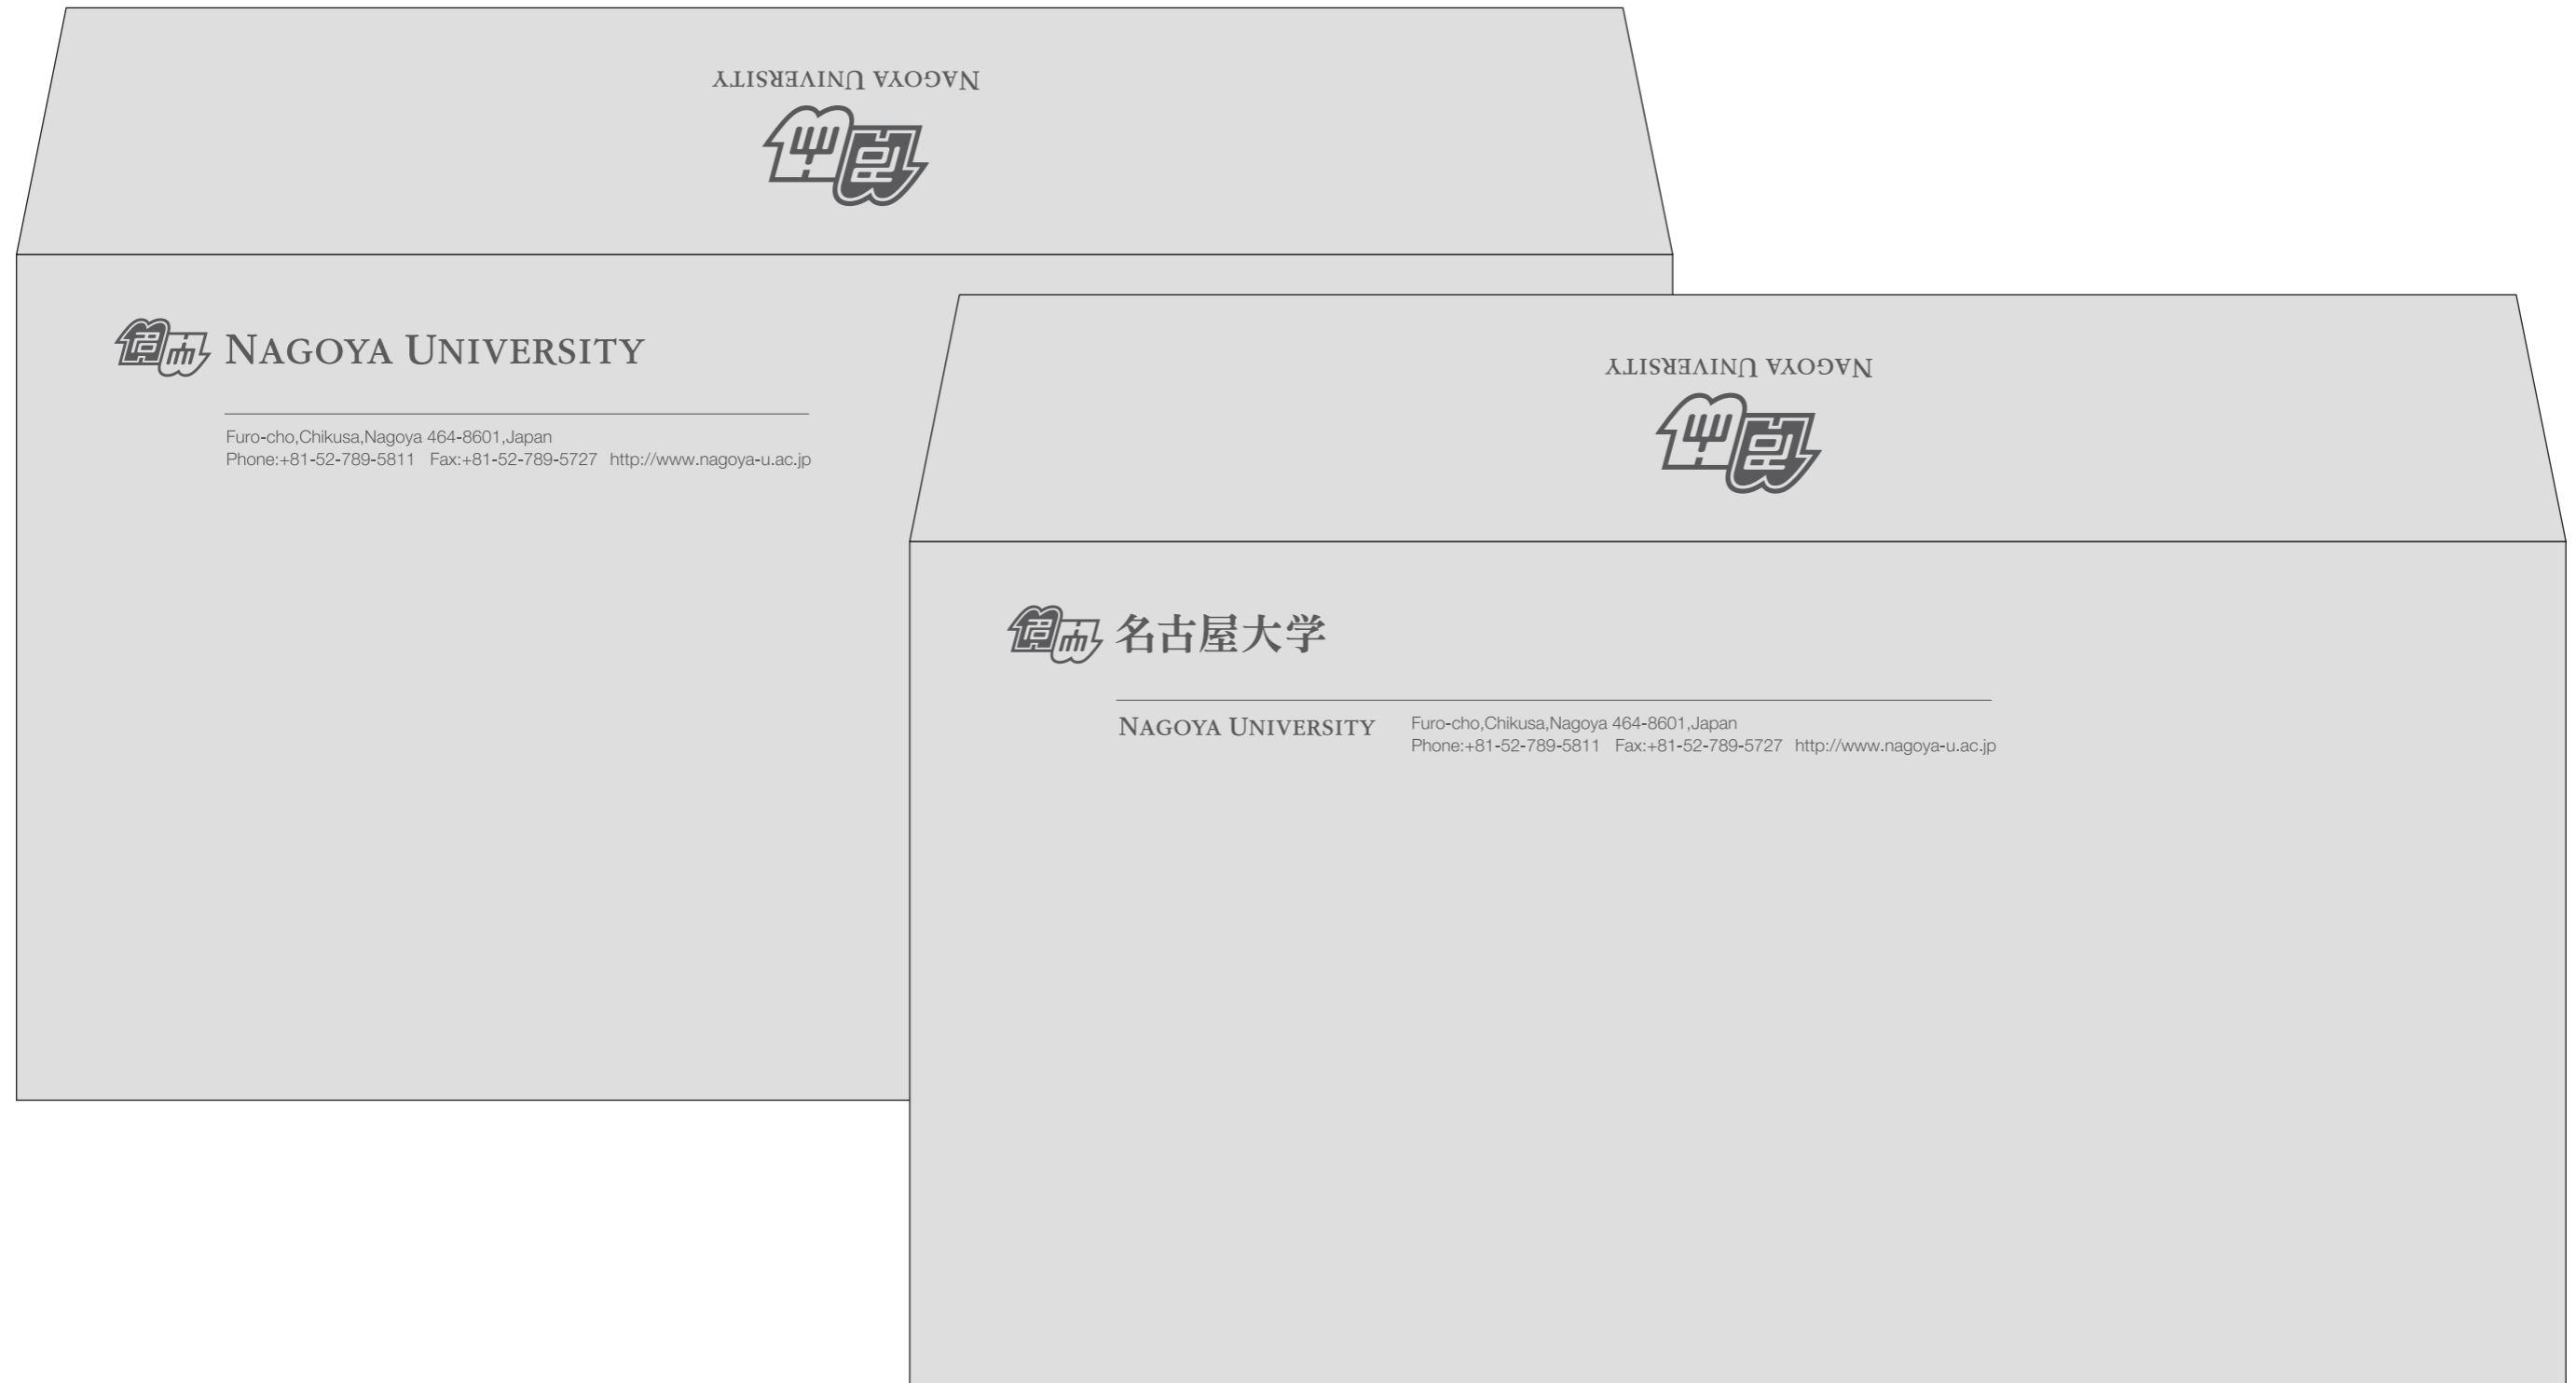 NAGOYA UNIVERSITY
NAGOYA UNIVERSITY
Furo-cho,Chikusa,Nagoya 464-8601,Japan
Phone:+81-52-789-5811 Fax:+81-52-789-5727 http://www.nagoya-u.ac.jp
NAGOYA UNIVERSITY
名古屋大学
NAGOYA UNIVERSITY
Furo-cho,Chikusa,Nagoya 464-8601,Japan
Phone:+81-52-789-5811 Fax:+81-52-789-5727 http://www.nagoya-u.ac.jp